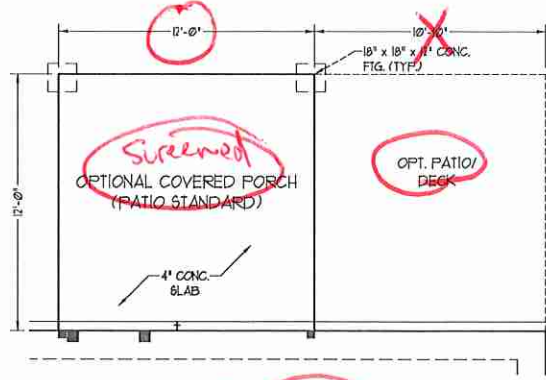 12'-0"
10'-10"
18" x 18" x 12" CONC.
FTG. (TYP.)
Screened
OPTIONAL COVERED PORCH
(PATIO STANDARD)
OPT. PATIO/
DECK
12'-0"
4" CONC.
SLAB